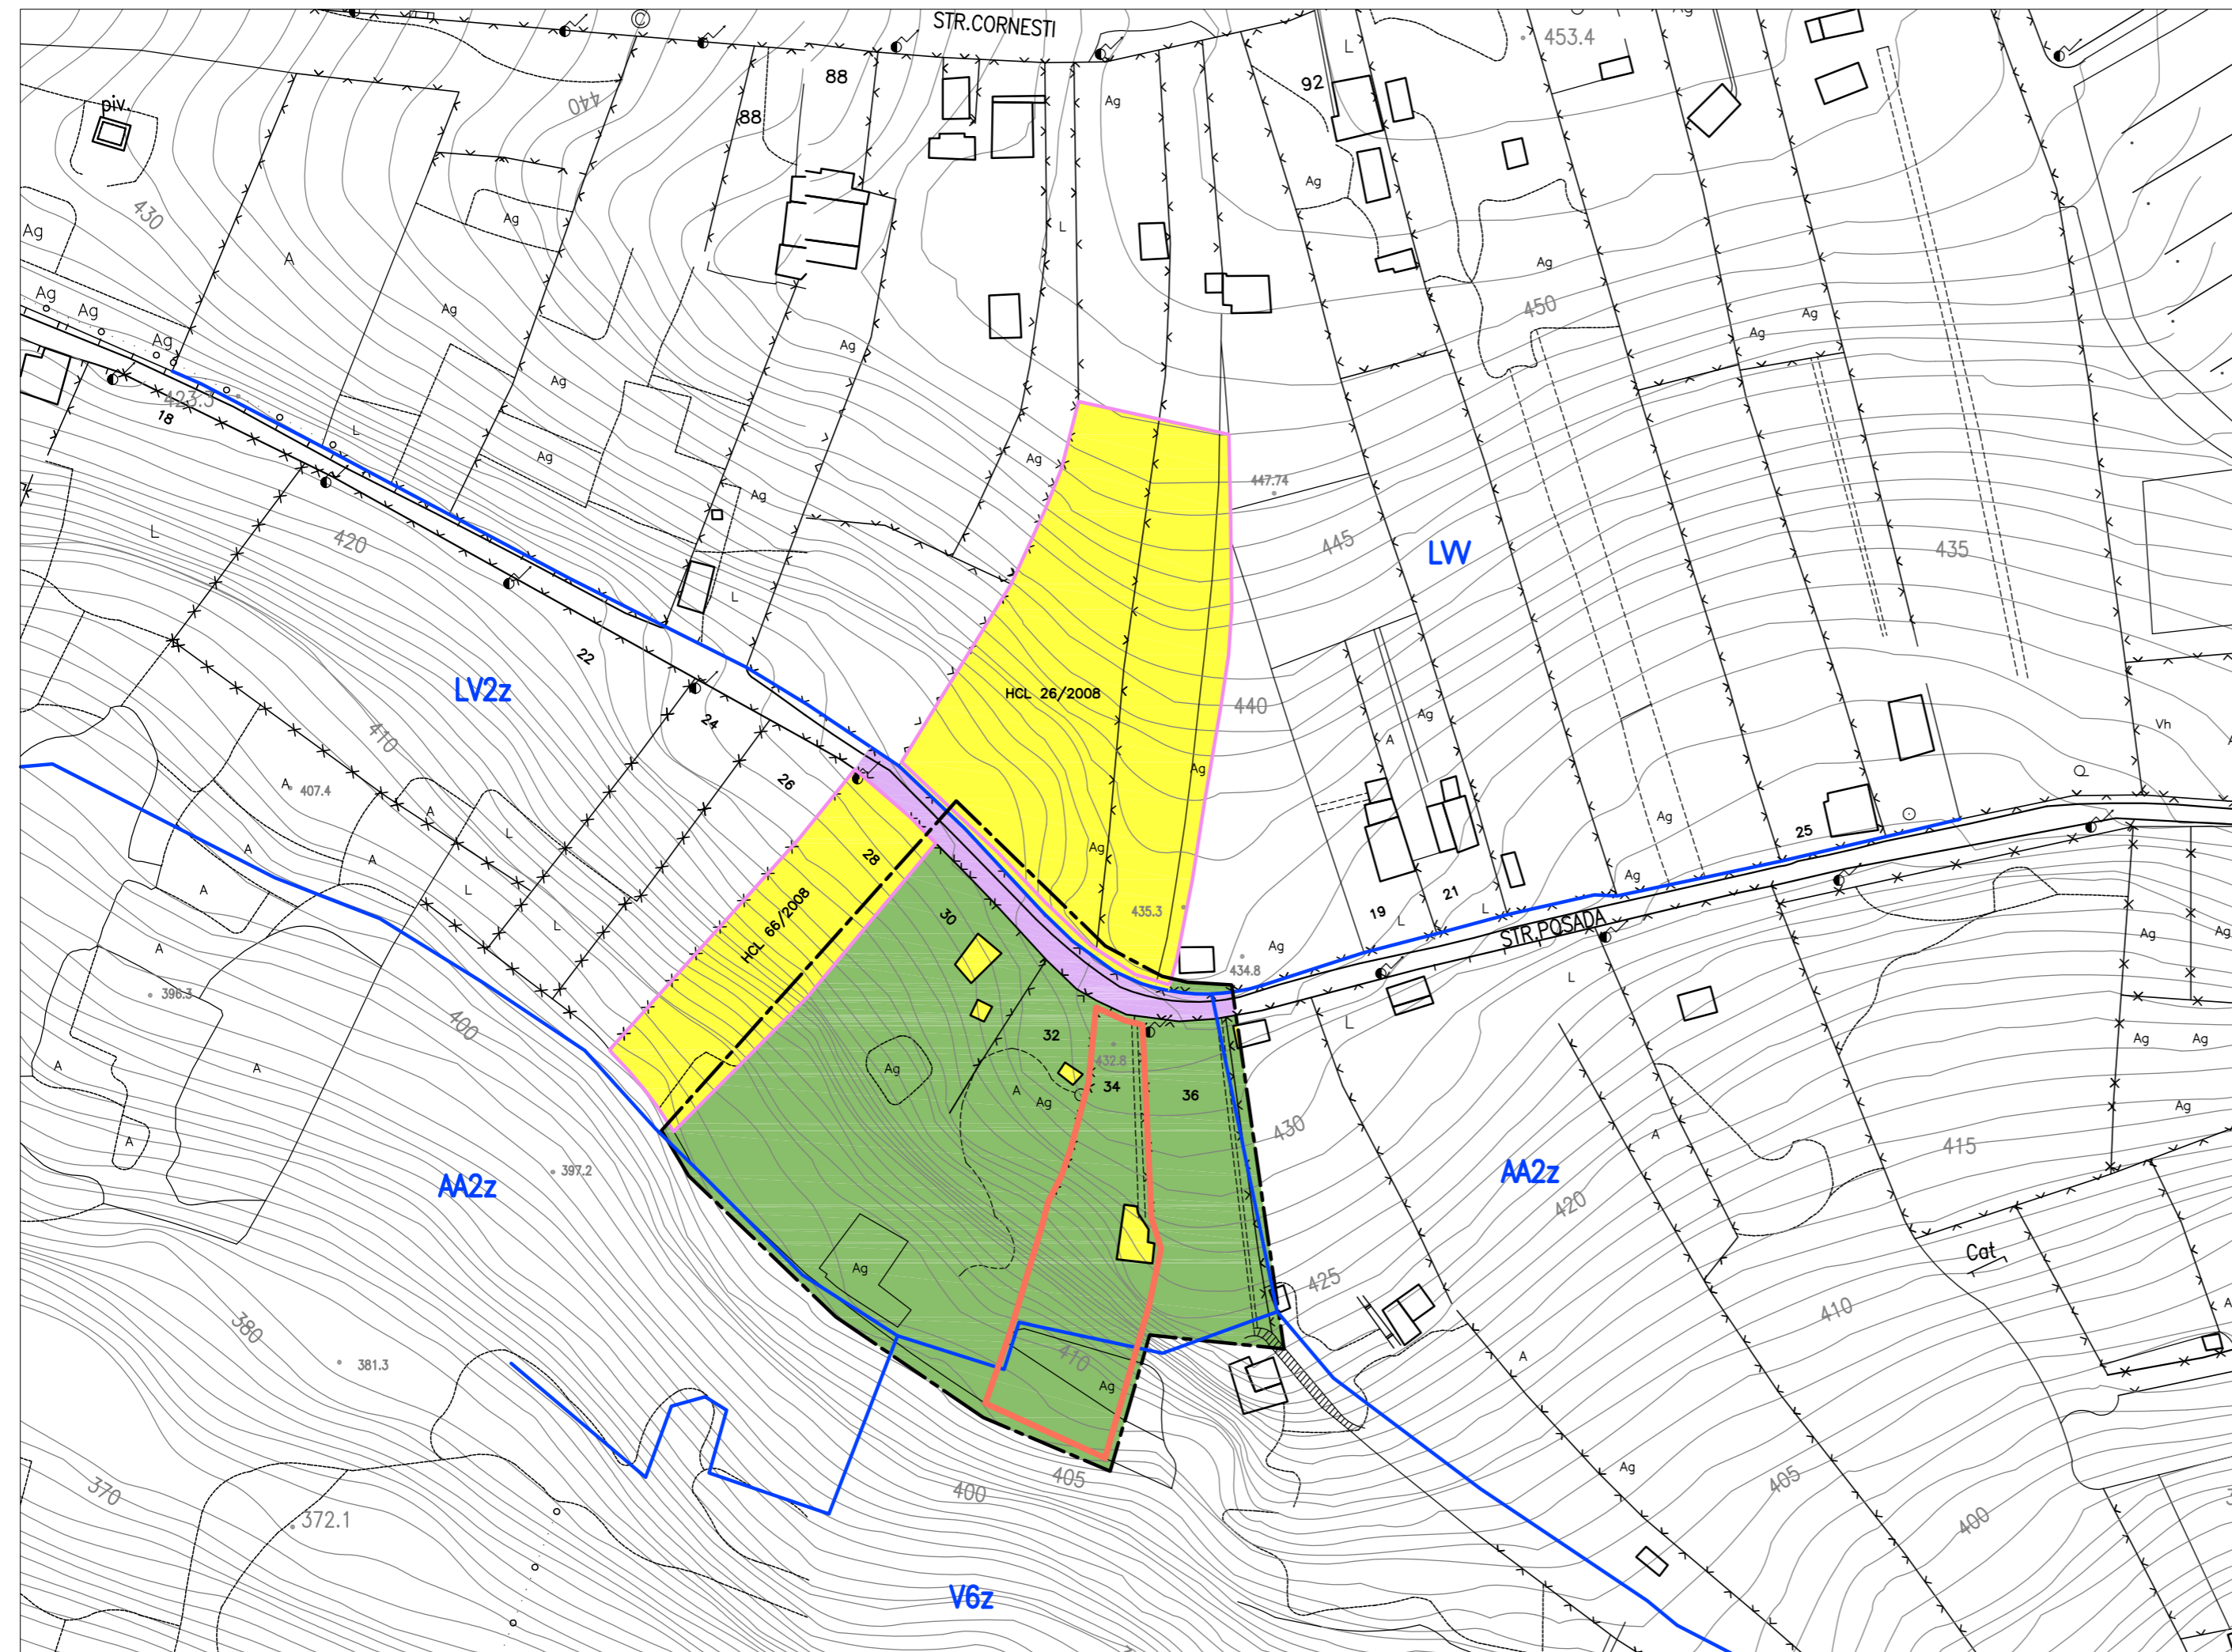 STR.CORNESTI
453.4
Ag
L
88
92
piv.
440
88
Ag
Ag
430
Ag
Ag
L
A
Ag
Ag
450
Ag
Ag
Ag
Ag
Ag
Ag
Ag
423.3
18
Ag
L
Ag
Ag
Ag
447.74
L
420
445
LW
435
L
22
LV2z
HCL 26/2008
440
24
Ag
Vh
410
A
Ag
26
A
407.4
A
L
Ag
25
28
Ag
A
A
A
L
HCL 66/2008
30
435.3
19
21
L
L
Ag
L
STR.POSADA
Ag
Ag
Ag
A
434.8
396.3
L
400
32
432.8
L
Ag
Ag
A
A
Ag
A
Ag
34
36
Ag
430
A
A
415
397.2
AA2z
AA2z
420
Cat
Ag
425
410
380
381.3
410
A
Ag
370
405
400
Ag
405
400
372.1
V6z